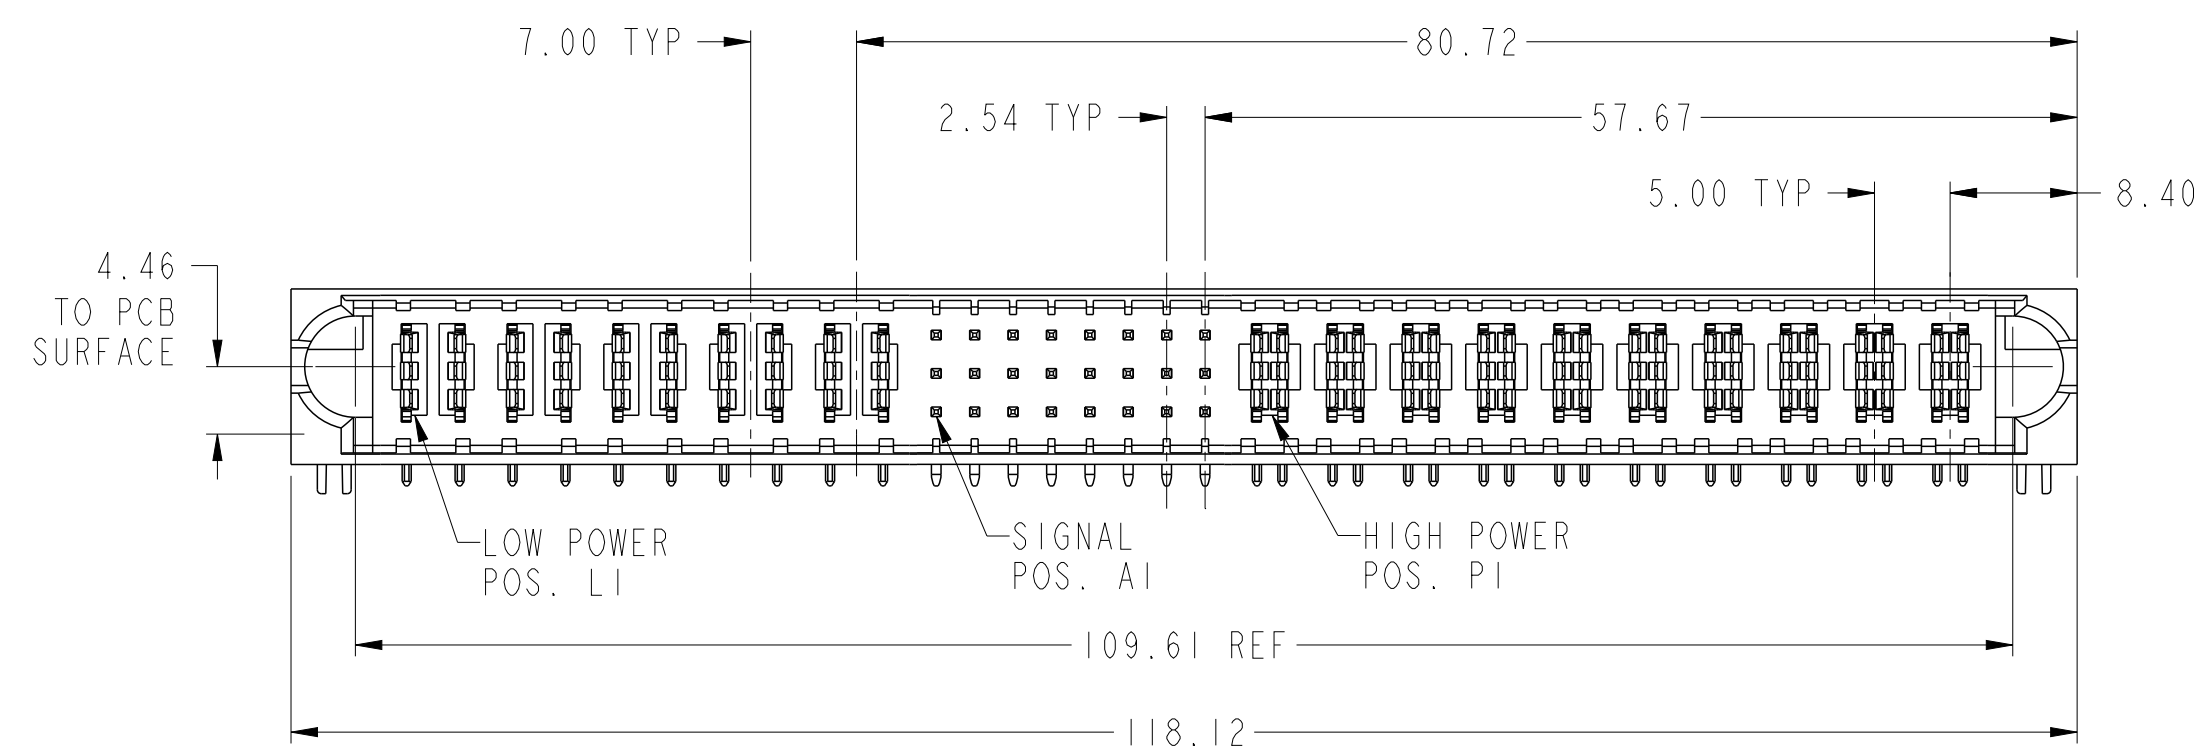 7.00 TYP
80.72
2.54 TYP
57.67
5.00 TYP
8.40
4.46
TO PCB
SURFACE
LOW POWER
POS. L1
SIGNAL
POS. A1
HIGH POWER
POS. P1
109.61 REF
118.12